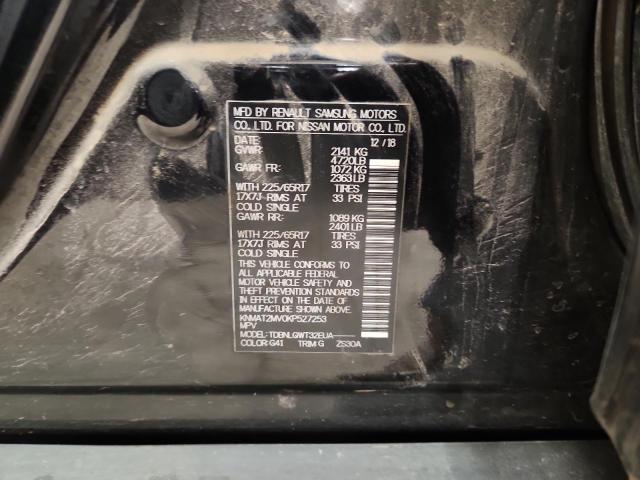 MFD BY RENAULT SAMSUNG MOTORS
CO., LTD. FOR NISSAN MOTOR CO., LTD.
DATE: 12/18
GVWR: 2141 KG
4720LB
GAWR FR: 1072 KG
2363LB
WITH 225/65R17 TIRES
17X7J RIMS AT 33 PSI
COLD SINGLE
GAWR RR: 1089 KG
2401LB
WITH 225/65R17 TIRES
17X7J RIMS AT 33 PSI
COLD SINGLE
THIS VEHICLE CONFORMS TO
ALL APPLICABLE FEDERAL
MOTOR VEHICLE SAFETY AND
THEFT PREVENTION STANDARDS
IN EFFECT ON THE DATE OF
MANUFACTURE SHOWN ABOVE.
KNMAT2MV0KP527253
MPV
MODEL: TDBNLGWT32EUA-----
COLOR: G41 TRIM: G ZS30A